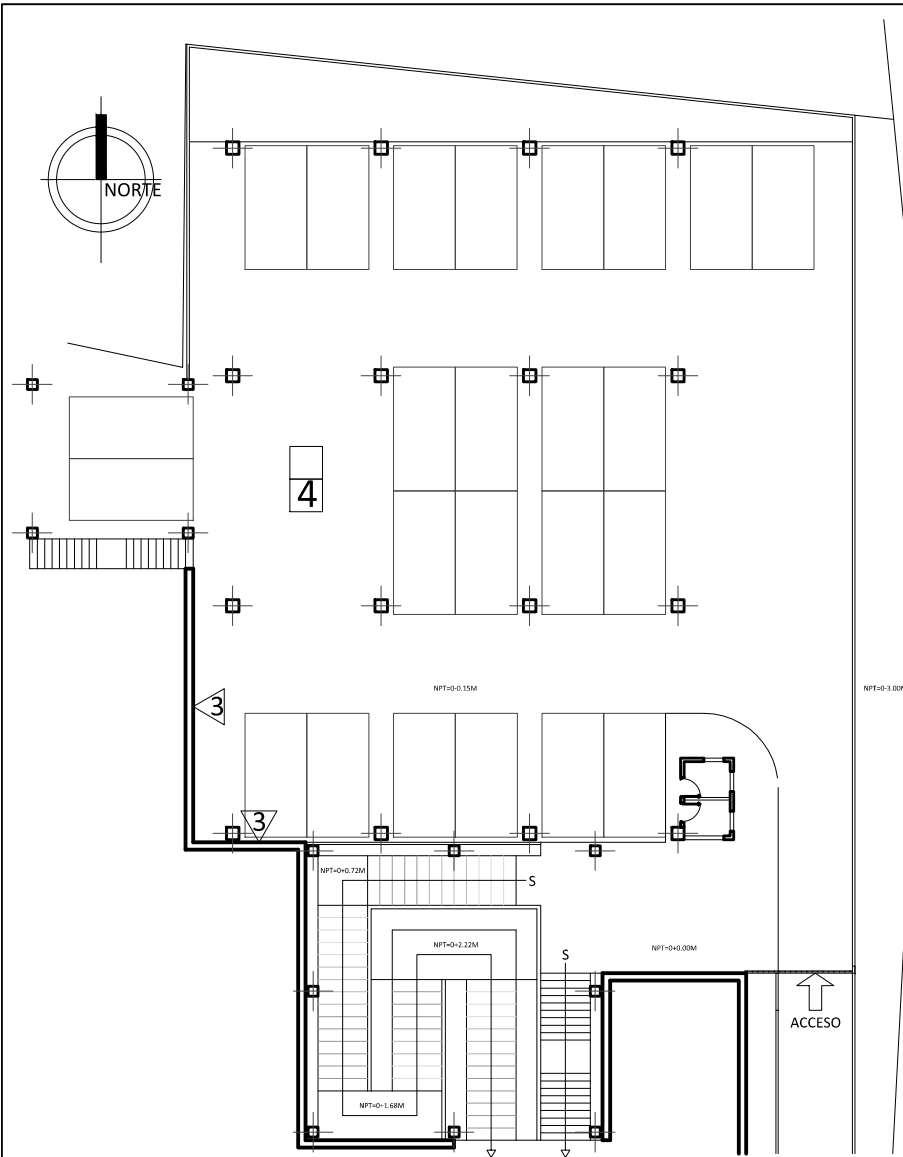 NORTE
4
NPT=0-0.15M
NPT=0-3.00M
3
3
NPT=0+0.72M
S
NPT=0+2.22M
S
NPT=0+0.00M
ACCESO
NPT=0+1.68M